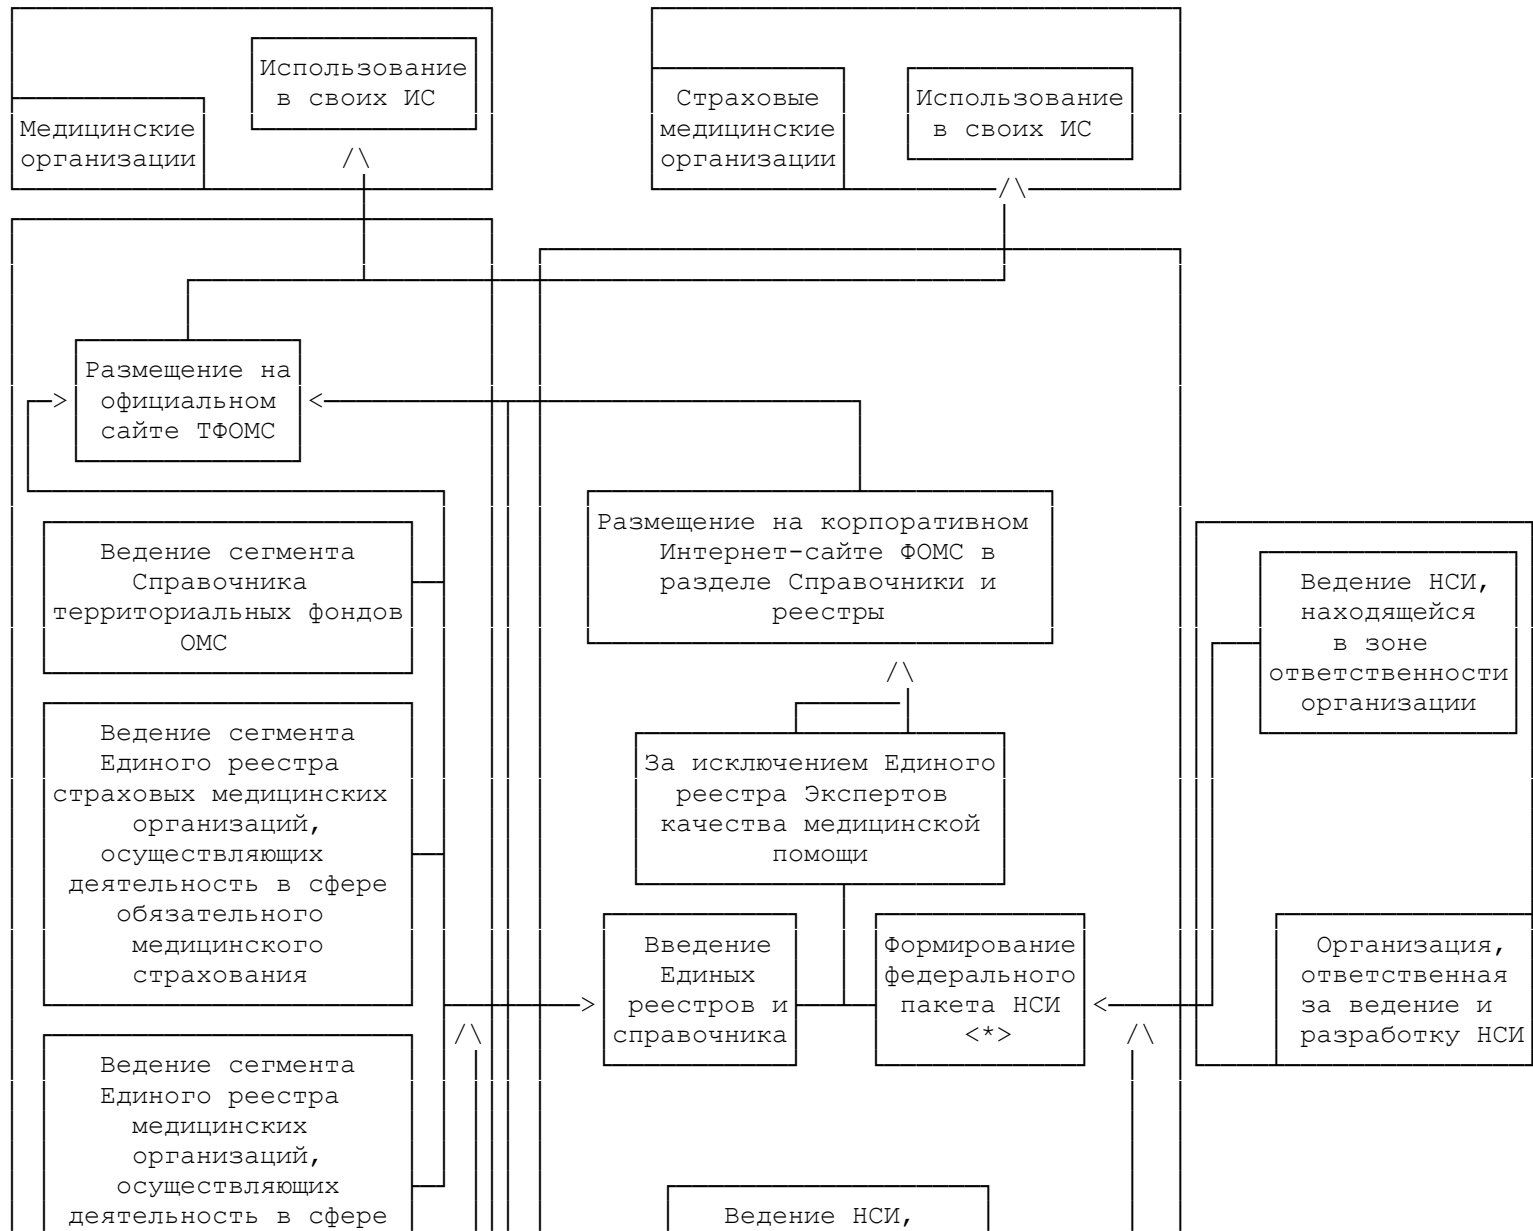 Использование
в своих ИС
Медицинские
организации
/\
Страховые
медицинские
организации
Использование
в своих ИС
/\
Размещение на
официальном
сайте ТФОМС
>
<
Ведение сегмента
Справочника
территориальных фондов
ОМС
Размещение на корпоративном
Интернет-сайте ФОМС в
разделе Справочники и
реестры
/\
Ведение НСИ,
находящейся
в зоне
ответственности
организации
Ведение сегмента
Единого реестра
страховых медицинских
организаций,
осуществляющих
деятельность в сфере
обязательного
медицинского
страхования
За исключением Единого
реестра Экспертов
качества медицинской
помощи
>
Введение
Единых
реестров и
справочника
Формирование
федерального
пакета НСИ
<*>
<
Организация,
ответственная
за ведение и
разработку НСИ
/\
/\
Ведение сегмента
Единого реестра
медицинских
организаций,
осуществляющих
деятельность в сфере
Ведение НСИ,